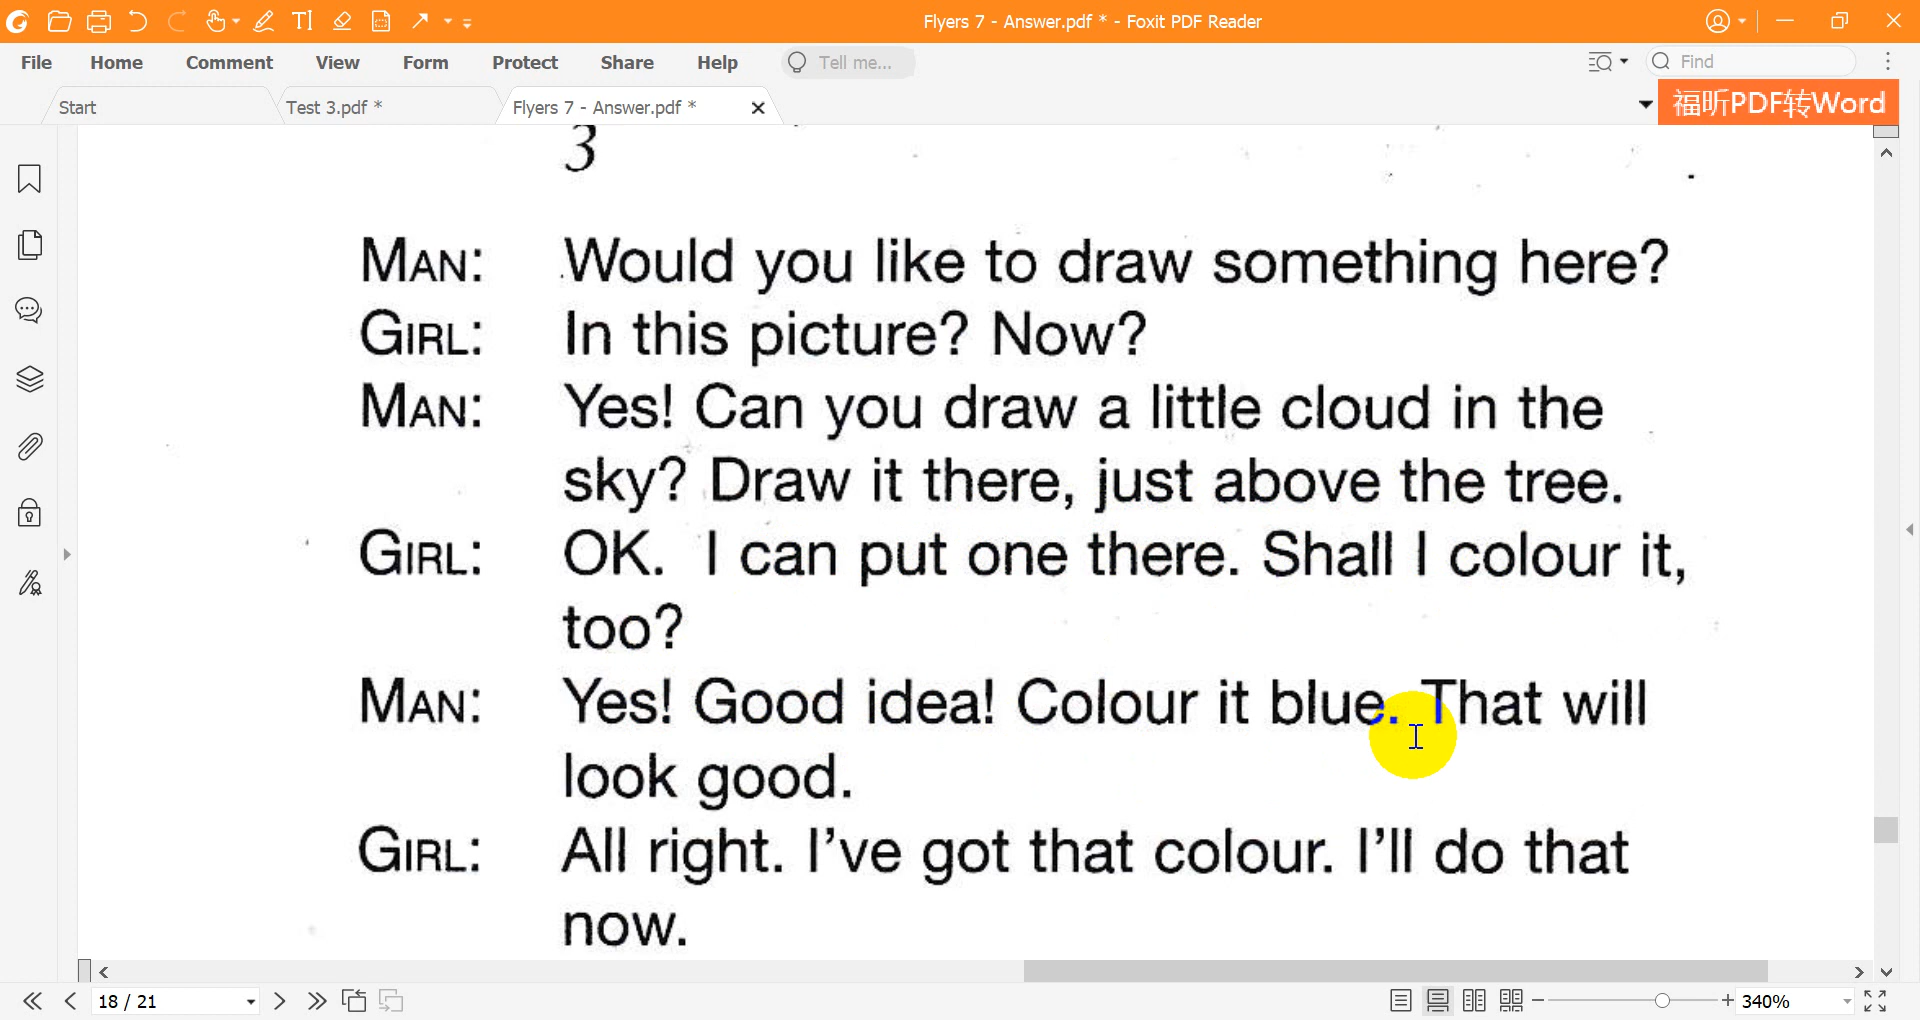 Flyers 7 - Answer.pdf * - Foxit PDF Reader
File Home Comment View Form Protect Share Help Tell me... Find
Start Test 3.pdf * Flyers 7 - Answer.pdf * 福昕PDF转Word
3
MAN: Would you like to draw something here?
GIRL: In this picture? Now?
MAN: Yes! Can you draw a little cloud in the
sky? Draw it there, just above the tree.
GIRL: OK. I can put one there. Shall I colour it,
too?
MAN: Yes! Good idea! Colour it blue. That will
look good.
GIRL: All right. I've got that colour. I'll do that
now.
18 / 21 340%